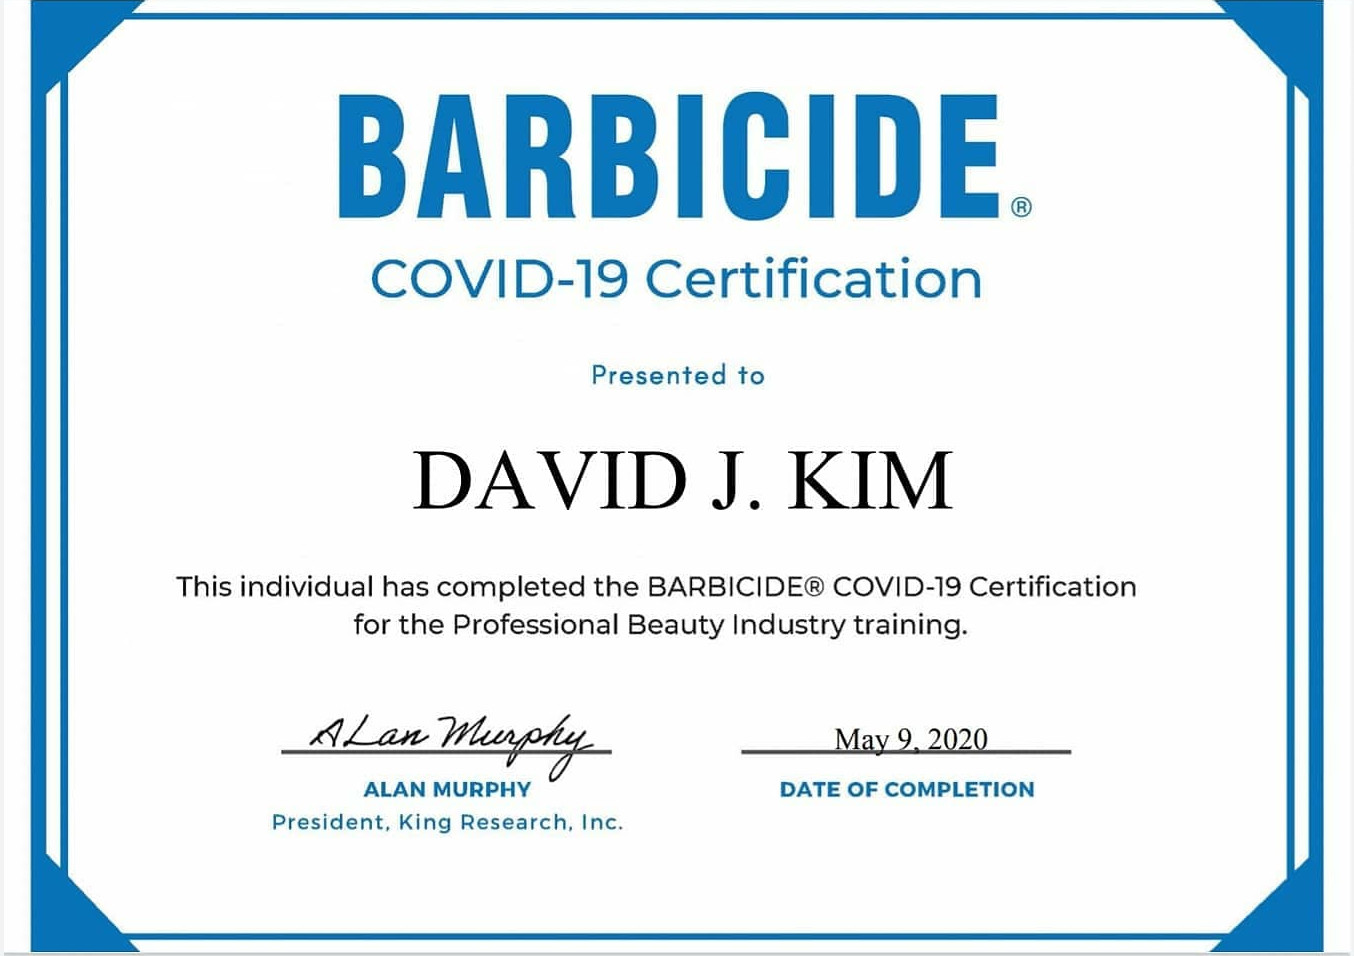 BARBICIDE®
COVID-19 Certification
Presented to
DAVID J. KIM
This individual has completed the BARBICIDE® COVID-19 Certification
for the Professional Beauty Industry training.
ALan Murphy
May 9, 2020
ALAN MURPHY
DATE OF COMPLETION
President, King Research, Inc.